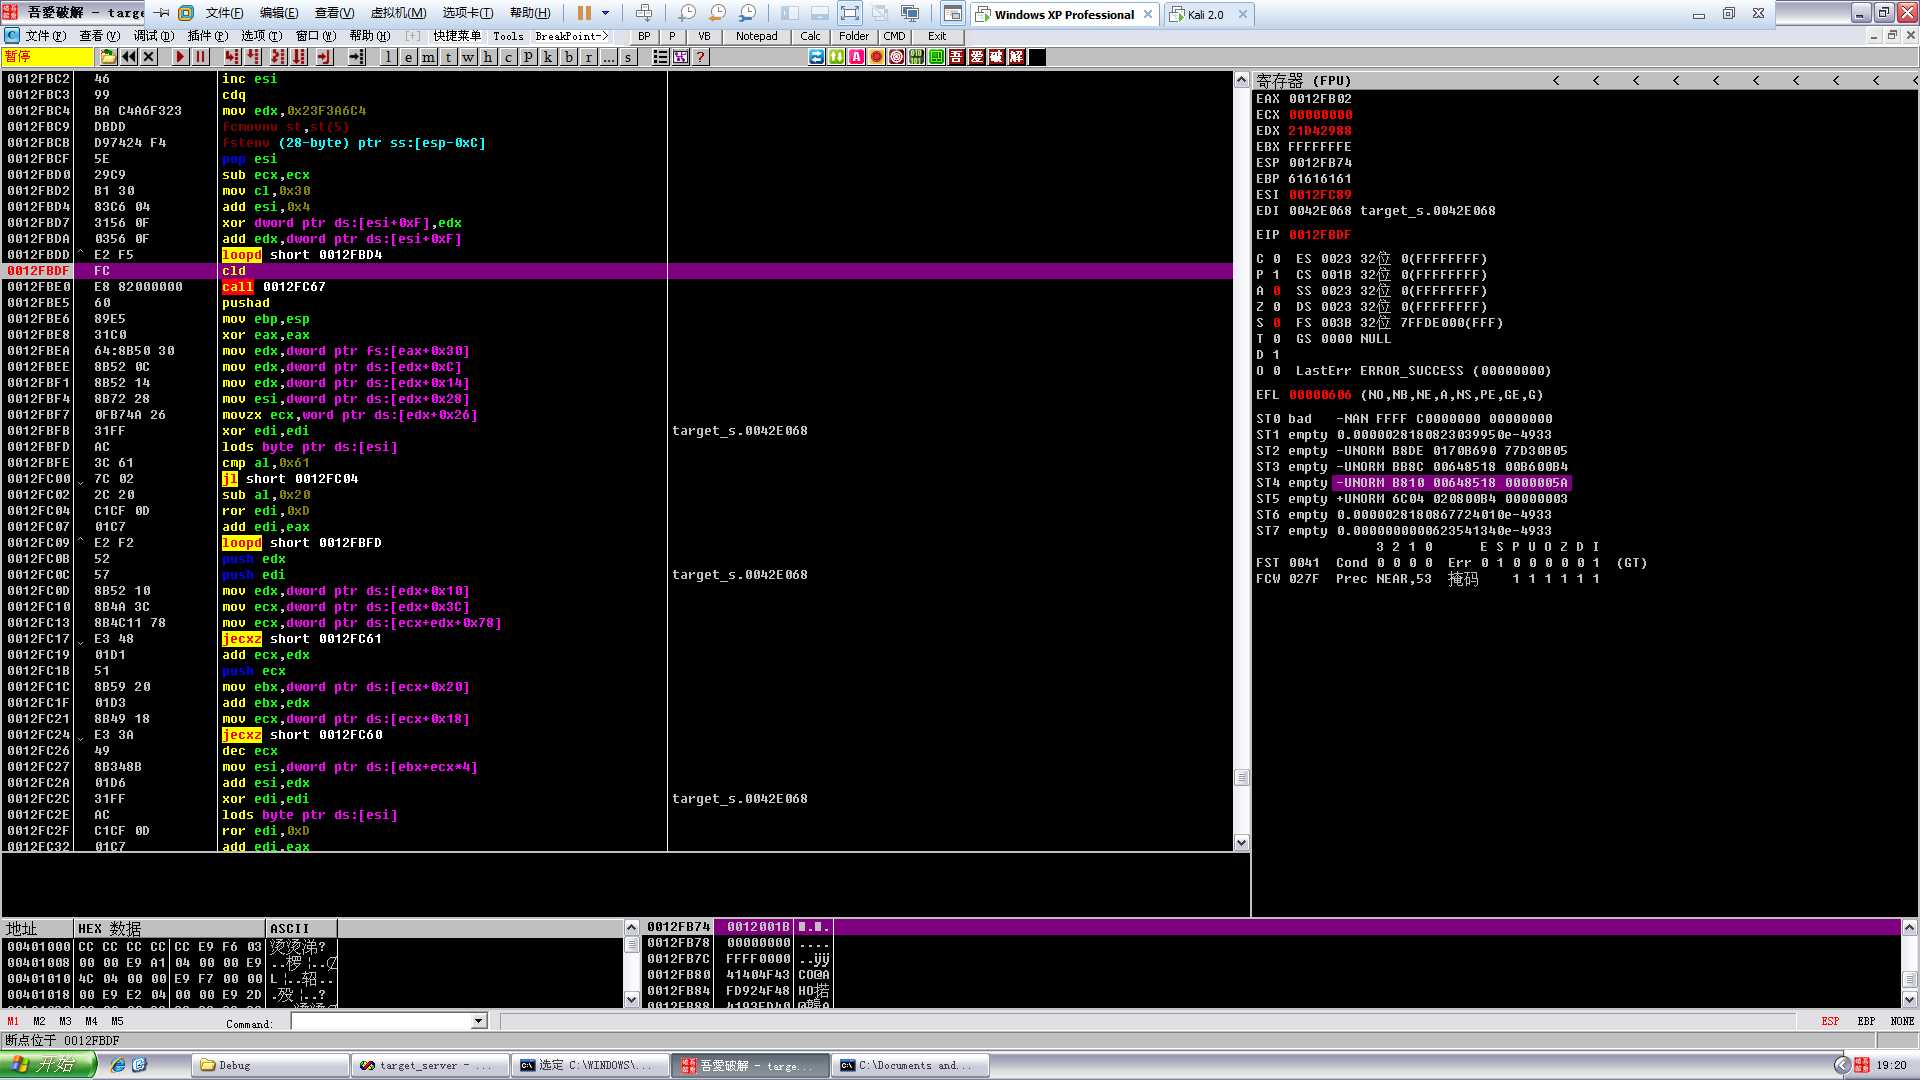 吾爱破解 - targe 文件(F) 编辑(E) 查看(V) 虚拟机(M) 选项卡(T) 帮助(H) Windows XP Professional Kali 2.0
文件(F) 查看(V) 调试(D) 插件(P) 选项(T) 窗口(W) 帮助(H) [+] 快捷菜单 Tools BreakPoint-> BP P VB Notepad Calc Folder CMD Exit
暂停 l e m t w h c p k b r ... s ? 吾 爱 破 解
0012FBC2 46 inc esi
0012FBC3 99 cdq
0012FBC4 BA C4A6F323 mov edx,0x23F3A6C4
0012FBC9 DBDD fcmovnu st,st(5)
0012FBCB D97424 F4 fstenv (28-byte) ptr ss:[esp-0xC]
0012FBCF 5E pop esi
0012FBD0 29C9 sub ecx,ecx
0012FBD2 B1 30 mov cl,0x30
0012FBD4 83C6 04 add esi,0x4
0012FBD7 3156 0F xor dword ptr ds:[esi+0xF],edx
0012FBDA 0356 0F add edx,dword ptr ds:[esi+0xF]
0012FBDD ^ E2 F5 loopd short 0012FBD4
0012FBDF FC cld
0012FBE0 E8 82000000 call 0012FC67
0012FBE5 60 pushad
0012FBE6 89E5 mov ebp,esp
0012FBE8 31C0 xor eax,eax
0012FBEA 64:8B50 30 mov edx,dword ptr fs:[eax+0x30]
0012FBEE 8B52 0C mov edx,dword ptr ds:[edx+0xC]
0012FBF1 8B52 14 mov edx,dword ptr ds:[edx+0x14]
0012FBF4 8B72 28 mov esi,dword ptr ds:[edx+0x28]
0012FBF7 0FB74A 26 movzx ecx,word ptr ds:[edx+0x26]
0012FBFB 31FF xor edi,edi target_s.0042E068
0012FBFD AC lods byte ptr ds:[esi]
0012FBFE 3C 61 cmp al,0x61
0012FC00 7C 02 jl short 0012FC04
0012FC02 2C 20 sub al,0x20
0012FC04 C1CF 0D ror edi,0xD
0012FC07 01C7 add edi,eax
0012FC09 ^ E2 F2 loopd short 0012FBFD
0012FC0B 52 push edx
0012FC0C 57 push edi target_s.0042E068
0012FC0D 8B52 10 mov edx,dword ptr ds:[edx+0x10]
0012FC10 8B4A 3C mov ecx,dword ptr ds:[edx+0x3C]
0012FC13 8B4C11 78 mov ecx,dword ptr ds:[ecx+edx+0x78]
0012FC17 E3 48 jecxz short 0012FC61
0012FC19 01D1 add ecx,edx
0012FC1B 51 push ecx
0012FC1C 8B59 20 mov ebx,dword ptr ds:[ecx+0x20]
0012FC1F 01D3 add ebx,edx
0012FC21 8B49 18 mov ecx,dword ptr ds:[ecx+0x18]
0012FC24 E3 3A jecxz short 0012FC60
0012FC26 49 dec ecx
0012FC27 8B348B mov esi,dword ptr ds:[ebx+ecx*4]
0012FC2A 01D6 add esi,edx
0012FC2C 31FF xor edi,edi target_s.0042E068
0012FC2E AC lods byte ptr ds:[esi]
0012FC2F C1CF 0D ror edi,0xD
0012FC32 01C7 add edi,eax
寄存器 (FPU) < < < < < < < < < <
EAX 0012FB02
ECX 00000000
EDX 21D42988
EBX FFFFFFFE
ESP 0012FB74
EBP 61616161
ESI 0012FC89
EDI 0042E068 target_s.0042E068
EIP 0012FBDF
C 0 ES 0023 32位 0(FFFFFFFF)
P 1 CS 001B 32位 0(FFFFFFFF)
A 0 SS 0023 32位 0(FFFFFFFF)
Z 0 DS 0023 32位 0(FFFFFFFF)
S 0 FS 003B 32位 7FFDE000(FFF)
T 0 GS 0000 NULL
D 1
O 0 LastErr ERROR_SUCCESS (00000000)
EFL 00000606 (NO,NB,NE,A,NS,PE,GE,G)
ST0 bad -NAN FFFF C0000000 00000000
ST1 empty 0.0000028180823039950e-4933
ST2 empty -UNORM B8DE 0170B690 77D30B05
ST3 empty -UNORM BB8C 00648518 00B600B4
ST4 empty -UNORM B810 00648518 0000005A
ST5 empty +UNORM 6C04 020800B4 00000003
ST6 empty 0.0000028180867724010e-4933
ST7 empty 0.0000000000623541340e-4933
3 2 1 0 E S P U O Z D I
FST 0041 Cond 0 0 0 0 Err 0 1 0 0 0 0 0 1 (GT)
FCW 027F Prec NEAR,53 掩码 1 1 1 1 1 1
地址 HEX 数据 ASCII
00401000 CC CC CC CC CC E9 F6 03 烫烫涕?
00401008 00 00 E9 A1 04 00 00 E9
00401010 4C 04 00 00 E9 F7 00 00
00401018 00 E9 E2 04 00 00 E9 2D
0012FB74 0012001B
0012FB78 00000000 ....
0012FB7C FFFF0000 ..ÿÿ
0012FB80 41404F43 CO@A
0012FB84 FD924F48
0012FB88 4193FD40
M1 M2 M3 M4 M5 Command: ESP EBP NONE
断点位于 0012FBDF
开始 Debug target_server - ... 选定 C:\WINDOWS\... 吾爱破解 - targe... C:\Documents and... 19:20